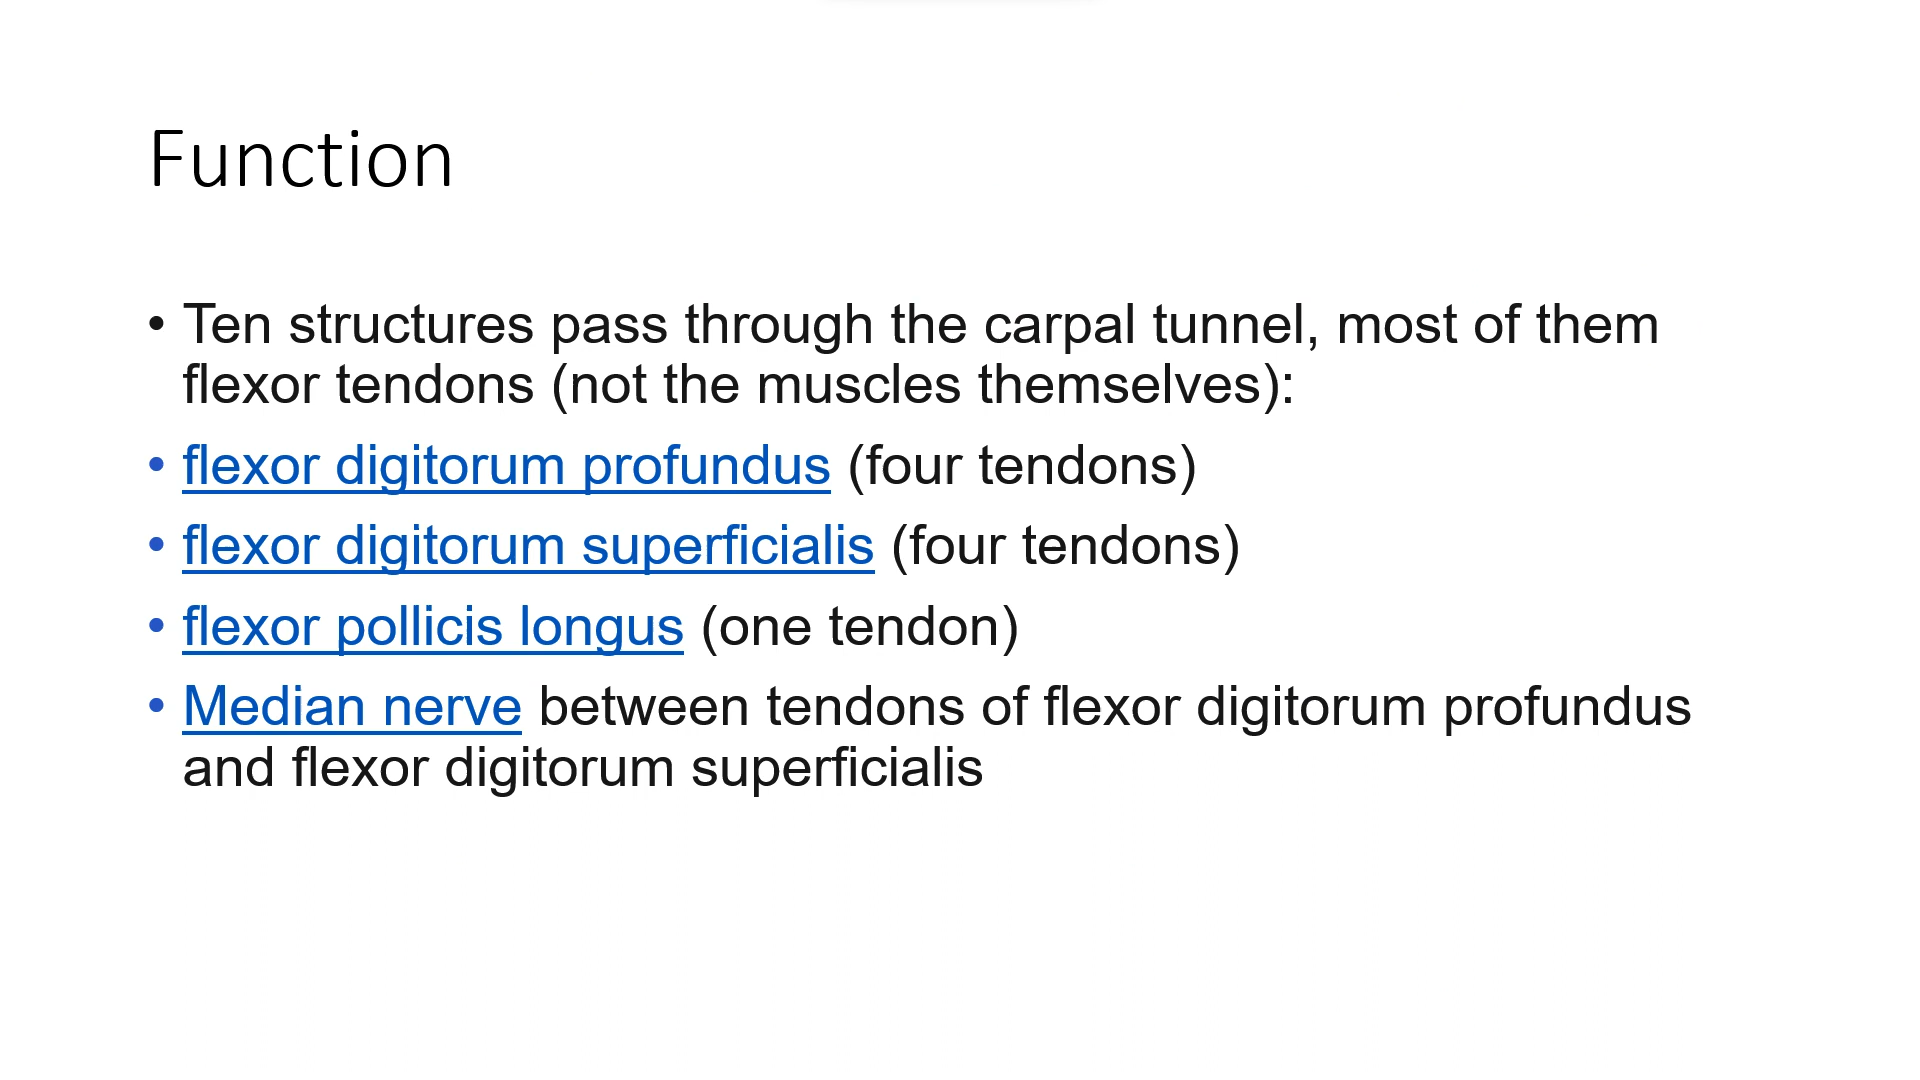 Function
• Ten structures pass through the carpal tunnel, most of them
flexor tendons (not the muscles themselves):
• flexor digitorum profundus (four tendons)
• flexor digitorum superficialis (four tendons)
• flexor pollicis longus (one tendon)
• Median nerve between tendons of flexor digitorum profundus
and flexor digitorum superficialis